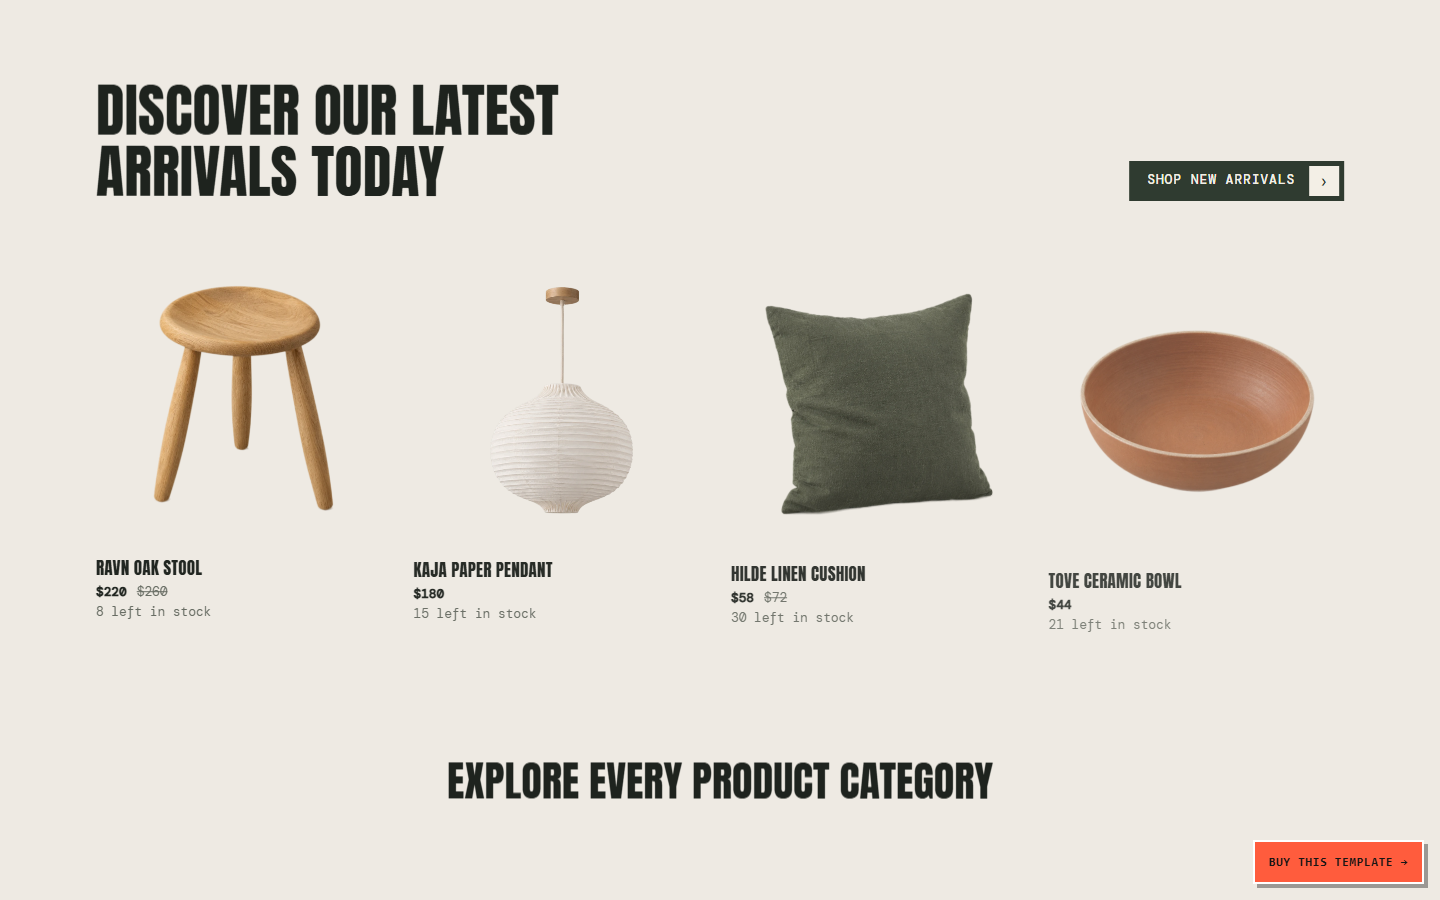 DISCOVER OUR LATEST
ARRIVALS TODAY
SHOP NEW ARRIVALS ›
RAVN OAK STOOL
$220 $260
8 left in stock
KAJA PAPER PENDANT
$180
15 left in stock
HILDE LINEN CUSHION
$58 $72
30 left in stock
TOVE CERAMIC BOWL
$44
21 left in stock
EXPLORE EVERY PRODUCT CATEGORY
BUY THIS TEMPLATE →